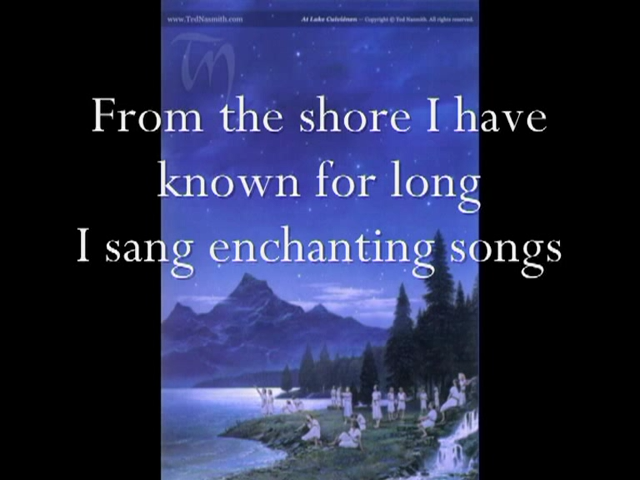 www.TedNasmith.com
At Lake Cuiviénen — Copyright © Ted Nasmith. All rights reserved.
TN
From the shore I have
known for long
I sang enchanting songs